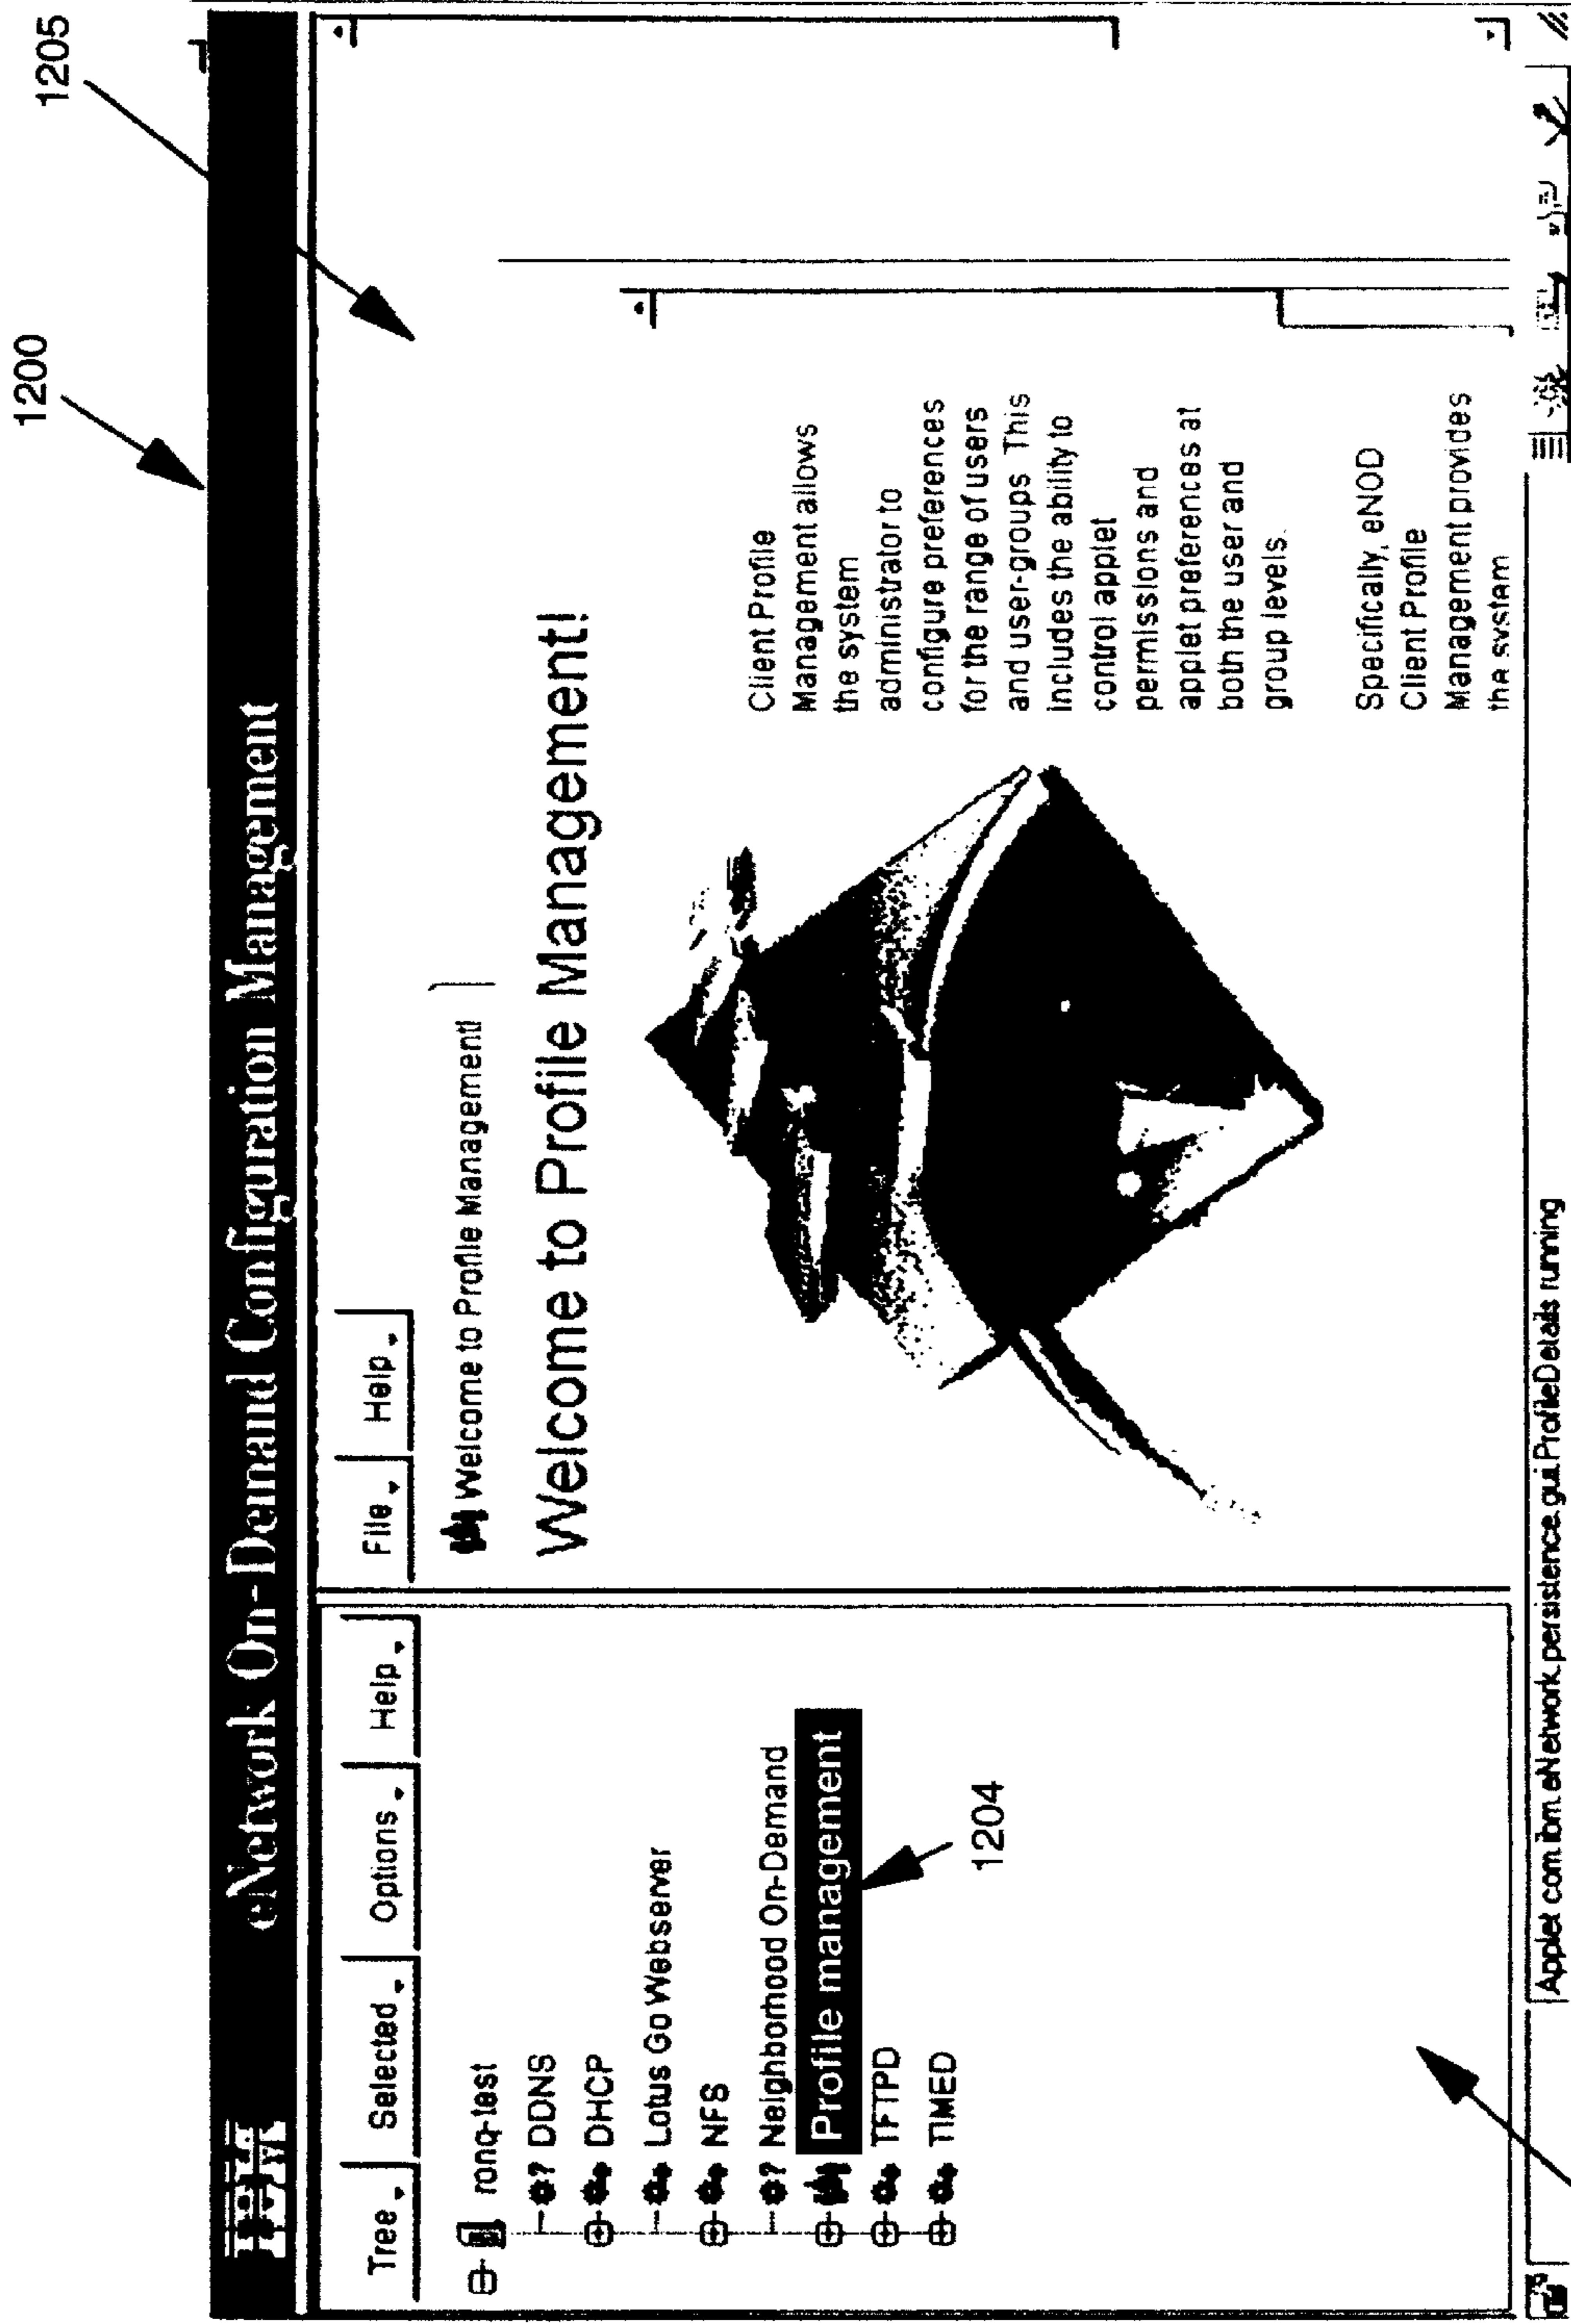 1200
1205
IBM eNetwork On-Demand Configuration Management
Tree Selected Options Help
ronq-test
? DDNS
DHCP
Lotus Go Webserver
NFS
? Neighborhood On-Demand
Profile management
TFTPD
TIMED
1204
File Help
Welcome to Profile Management!
Welcome to Profile Management!
Client Profile
Management allows
the system
administrator to
configure preferences
for the range of users
and user-groups This
includes the ability to
control applet
permissions and
applet preferences at
both the user and
group levels.
Specifically, eNOD
Client Profile
Management provides
the system
Applet com.ibm.eNetwork.persistence.gui.ProfileDetails running